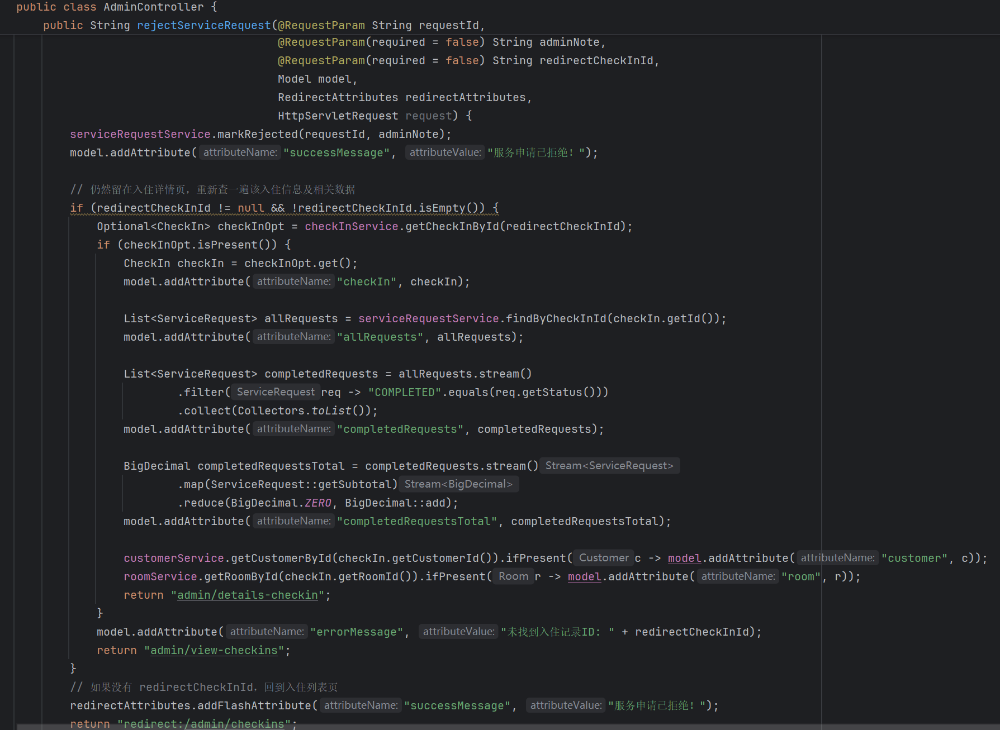 public class AdminController {
public String rejectServiceRequest(@RequestParam String requestId,
@RequestParam(required = false) String adminNote,
@RequestParam(required = false) String redirectCheckInId,
Model model,
RedirectAttributes redirectAttributes,
HttpServletRequest request) {
serviceRequestService.markRejected(requestId, adminNote);
model.addAttribute( attributeName: "successMessage", attributeValue: "服务申请已拒绝！");
// 仍然留在入住详情页，重新查一遍该入住信息及相关数据
if (redirectCheckInId != null && !redirectCheckInId.isEmpty()) {
Optional<CheckIn> checkInOpt = checkInService.getCheckInById(redirectCheckInId);
if (checkInOpt.isPresent()) {
CheckIn checkIn = checkInOpt.get();
model.addAttribute( attributeName: "checkIn", checkIn);
List<ServiceRequest> allRequests = serviceRequestService.findByCheckInId(checkIn.getId());
model.addAttribute( attributeName: "allRequests", allRequests);
List<ServiceRequest> completedRequests = allRequests.stream()
.filter( ServiceRequest req -> "COMPLETED".equals(req.getStatus()))
.collect(Collectors.toList());
model.addAttribute( attributeName: "completedRequests", completedRequests);
BigDecimal completedRequestsTotal = completedRequests.stream() Stream<ServiceRequest>
.map(ServiceRequest::getSubtotal) Stream<BigDecimal>
.reduce(BigDecimal.ZERO, BigDecimal::add);
model.addAttribute( attributeName: "completedRequestsTotal", completedRequestsTotal);
customerService.getCustomerById(checkIn.getCustomerId()).ifPresent( Customer c -> model.addAttribute( attributeName: "customer", c));
roomService.getRoomById(checkIn.getRoomId()).ifPresent( Room r -> model.addAttribute( attributeName: "room", r));
return "admin/details-checkin";
}
model.addAttribute( attributeName: "errorMessage", attributeValue: "未找到入住记录ID: " + redirectCheckInId);
return "admin/view-checkins";
}
// 如果没有 redirectCheckInId，回到入住列表页
redirectAttributes.addFlashAttribute( attributeName: "successMessage", attributeValue: "服务申请已拒绝！");
return "redirect:/admin/checkins";